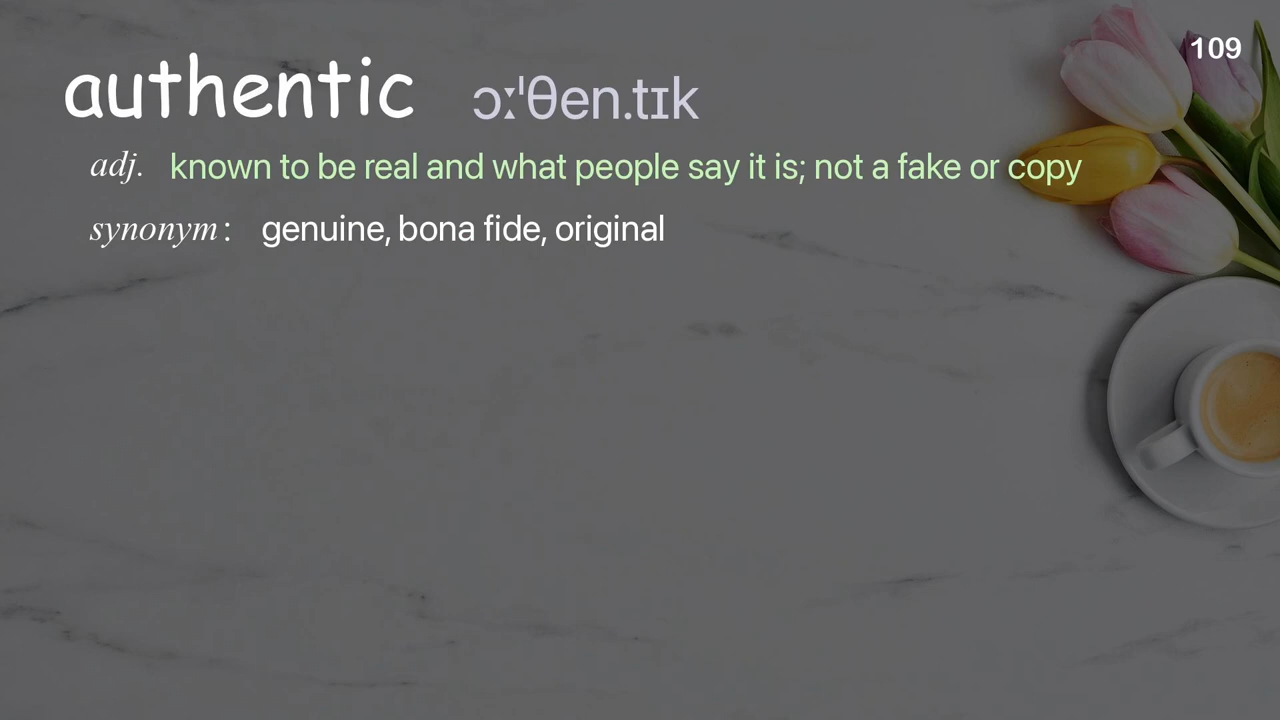 109
authentic ɔːˈθen.tɪk
adj. known to be real and what people say it is; not a fake or copy
synonym: genuine, bona fide, original